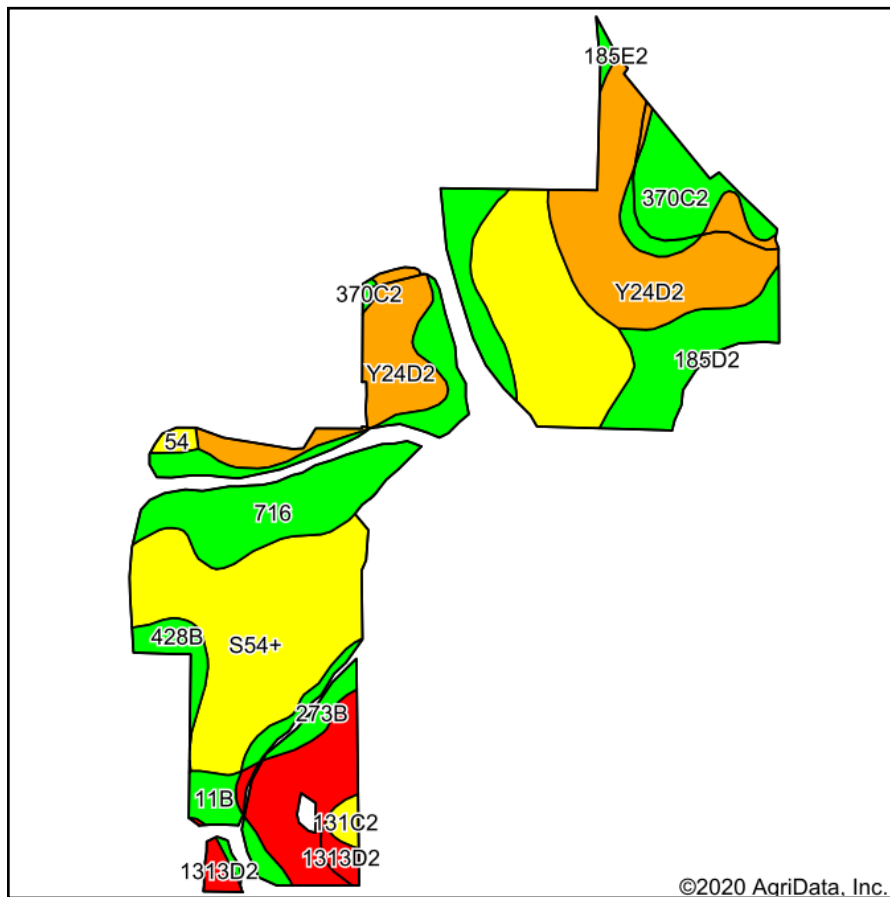 185E2
370C2
370C2
Y24D2
185D2
Y24D2
54
716
428B
S54+
273B
11B
131C2
1313D2
1313D2
©2020 AgriData, Inc.